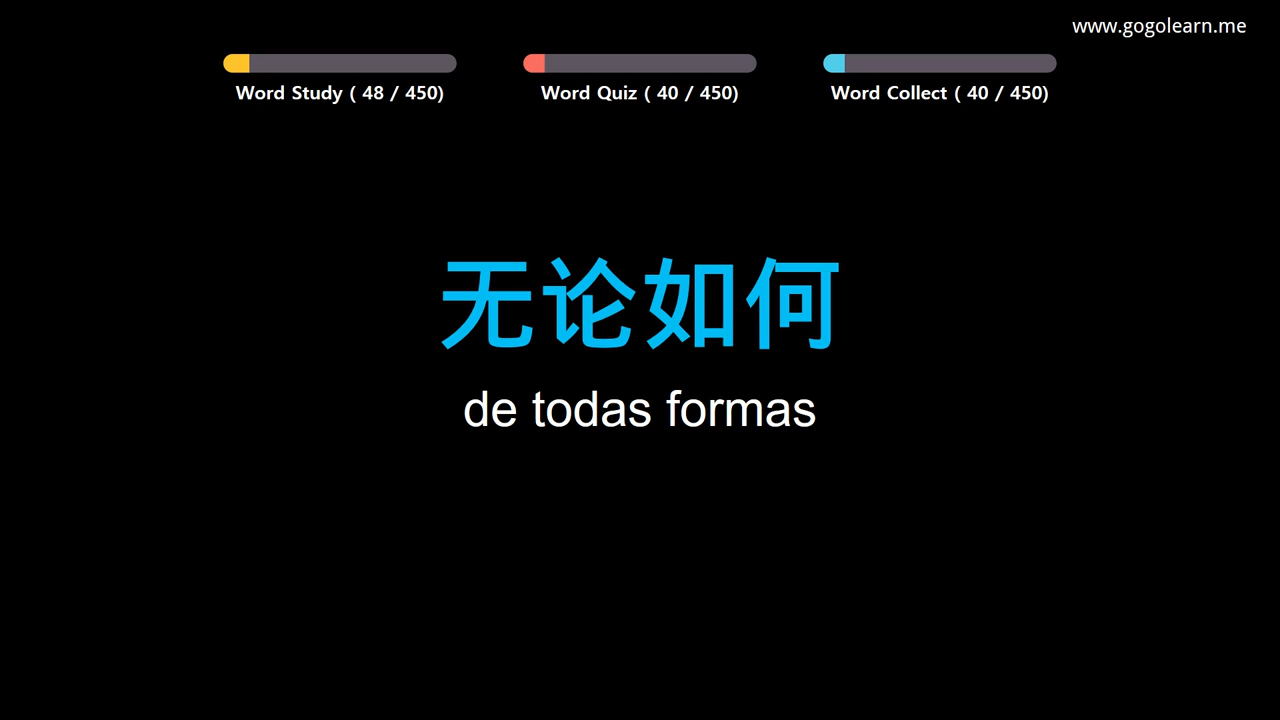 www.gogolearn.me
Word Study ( 48 / 450)
Word Quiz ( 40 / 450)
Word Collect ( 40 / 450)
无论如何
de todas formas